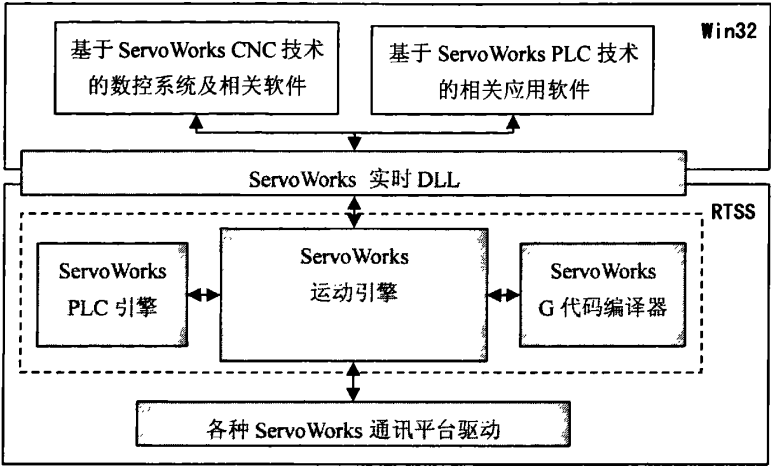 Win32
基于 ServoWorks CNC 技术
的数控系统及相关软件
基于 ServoWorks PLC 技术
的相关应用软件
ServoWorks 实时 DLL
RTSS
ServoWorks
PLC 引擎
ServoWorks
运动引擎
ServoWorks
G 代码编译器
各种 ServoWorks 通讯平台驱动